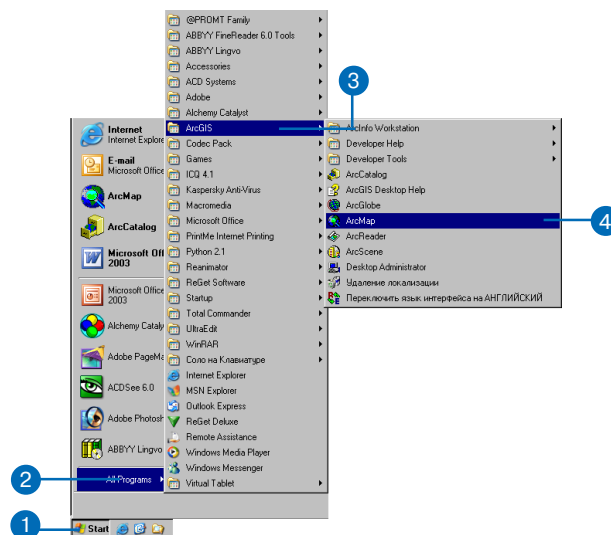 @PROMT Family
ABBYY FineReader 6.0 Tools
ABBYY Lingvo
Accessories
ACD Systems
Adobe
Alchemy Catalyst
ArcGIS
Codec Pack
Games
ICQ 4.1
Kaspersky Anti-Virus
Macromedia
Microsoft Office
PrintMe Internet Printing
Python 2.1
Reanimator
ReGet Software
Startup
Total Commander
UltraEdit
WinRAR
Соло на Клавиатуре
Internet Explorer
MSN Explorer
Outlook Express
ReGet Deluxe
Remote Assistance
Windows Media Player
Windows Messenger
Virtual Tablet
3
ArcInfo Workstation
Developer Help
Developer Tools
ArcCatalog
ArcGIS Desktop Help
ArcGlobe
ArcMap
ArcReader
ArcScene
Desktop Administrator
Удаление локализации
Переключить язык интерфейса на АНГЛИЙСКИЙ
4
Internet
Internet Explore
E-mail
Microsoft Office
ArcMap
ArcCatalog
Microsoft Off
2003
Microsoft Office
2003
Alchemy Cataly
Adobe PageMa
ACDSee 6.0
Adobe Photosh
ABBYY Lingvo
2
All Programs
1
Start